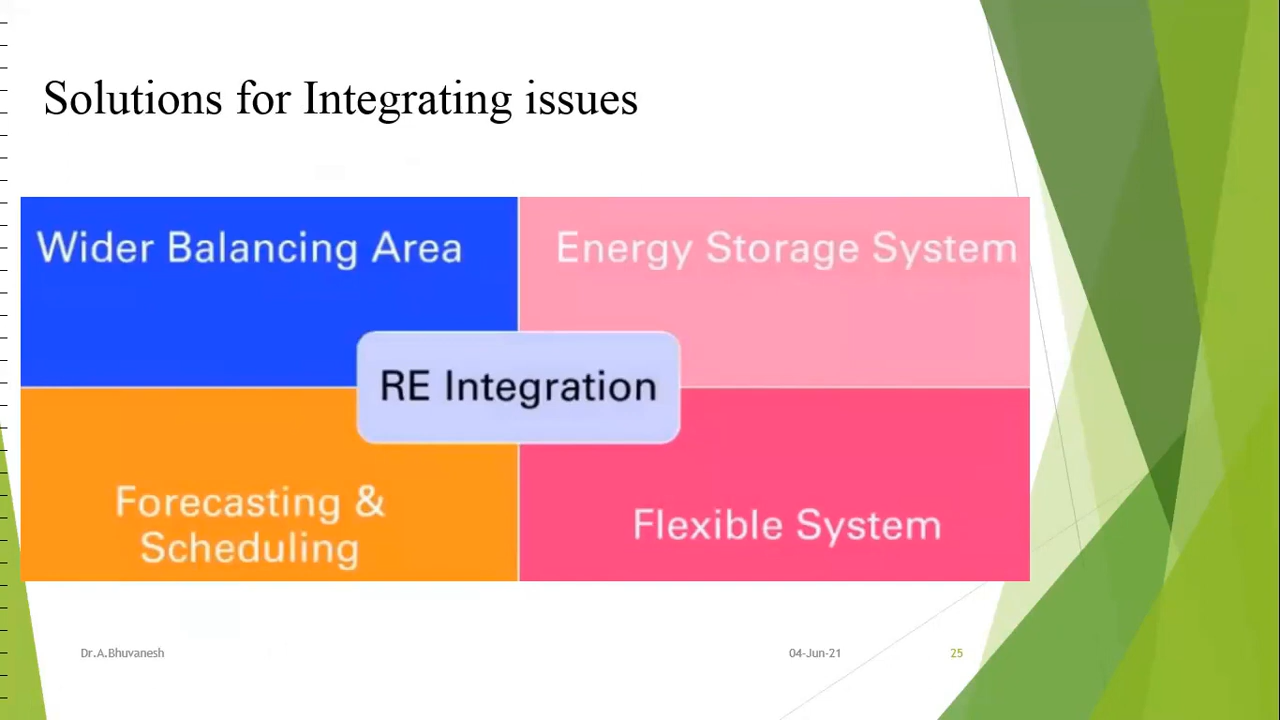 Solutions for Integrating issues
Wider Balancing Area
Energy Storage System
RE Integration
Forecasting &
Scheduling
Flexible System
Dr.A.Bhuvanesh
04-Jun-21
25